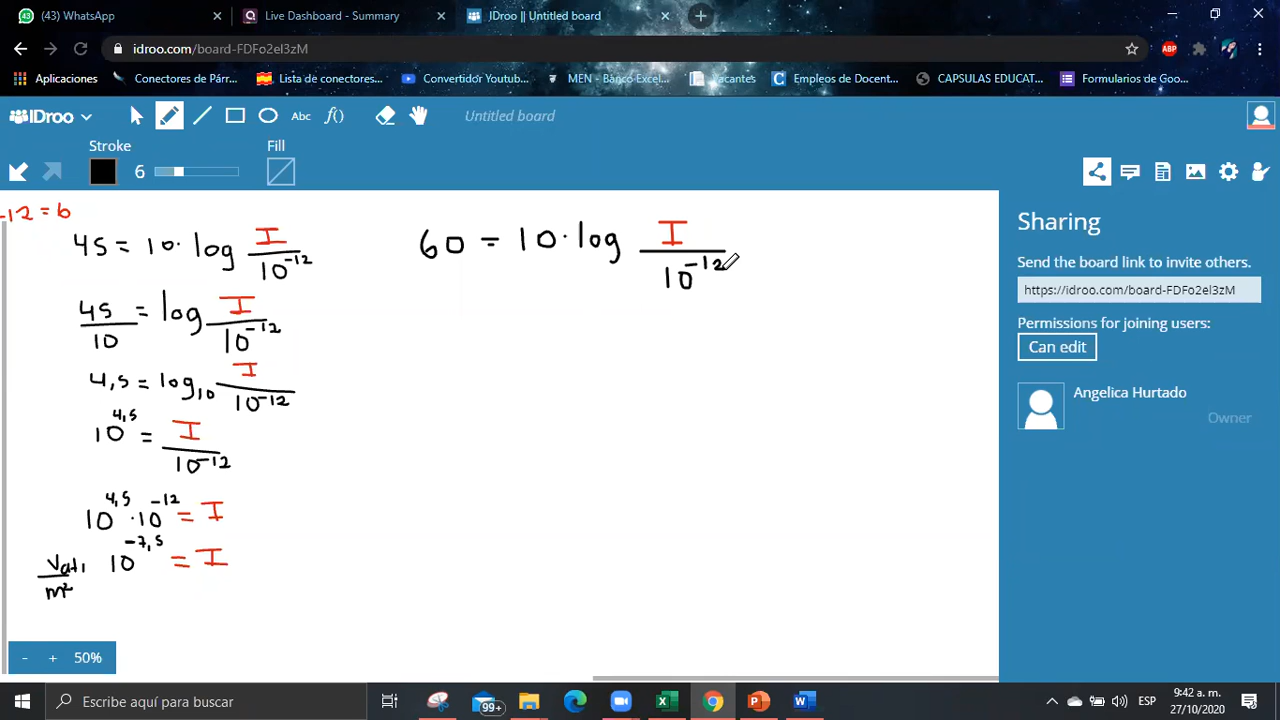 (43) WhatsApp
Live Dashboard - Summary
IDroo || Untitled board
idroo.com/board-FDFo2el3zM
ABP
Aplicaciones
Conectores de Párr...
Lista de conectores...
Convertidor Youtub...
MEN - Banco Excel...
Vacantes
Empleos de Docent...
CAPSULAS EDUCAT...
Formularios de Goo...
IDroo
Abc
f()
Untitled board
Stroke
Fill
6
Sharing
Send the board link to invite others.
https://idroo.com/board-FDFo2el3zM
Permissions for joining users:
Can edit
Angelica Hurtado
Owner
-12 = 6
45 = 10 · log I / 10^-12
45 / 10 = log I / 10^-12
4,5 = log₁₀ I / 10^-12
10^4,5 = I / 10^-12
10^4,5 · 10^-12 = I
10^-7,5 = I
m²
60 = 10 · log I / 10^-12
- + 50%
Escribe aquí para buscar
99+
ESP
9:42 a. m.
27/10/2020